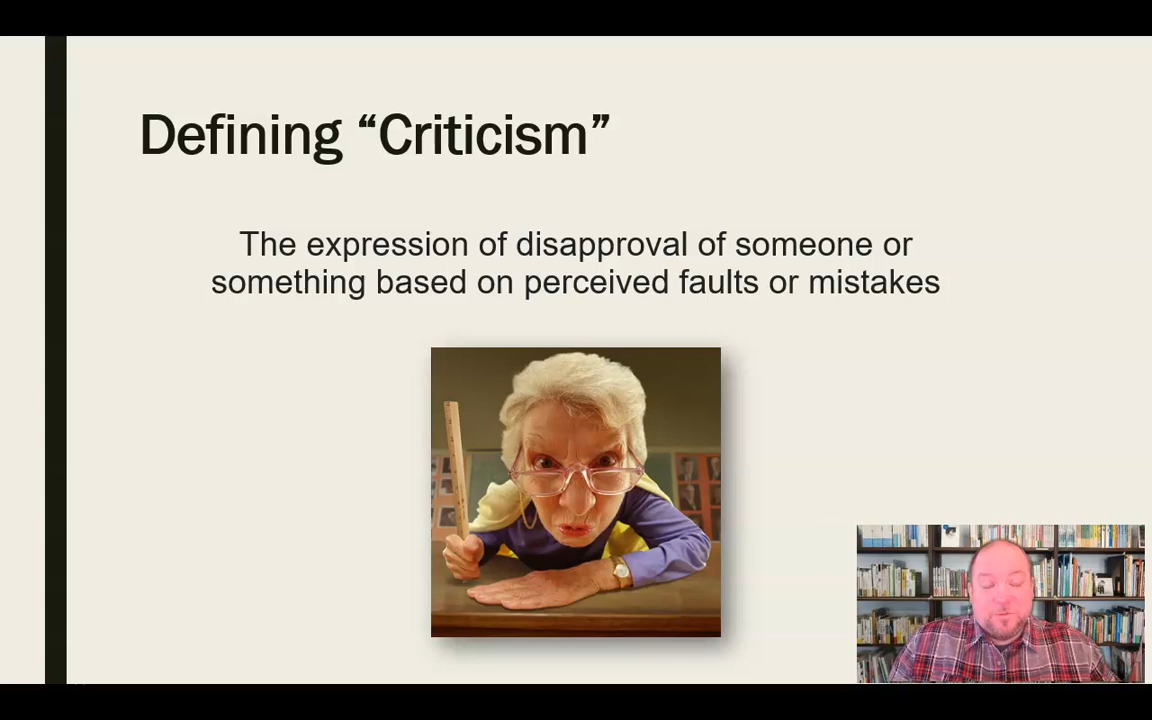 Defining “Criticism”
The expression of disapproval of someone or
something based on perceived faults or mistakes